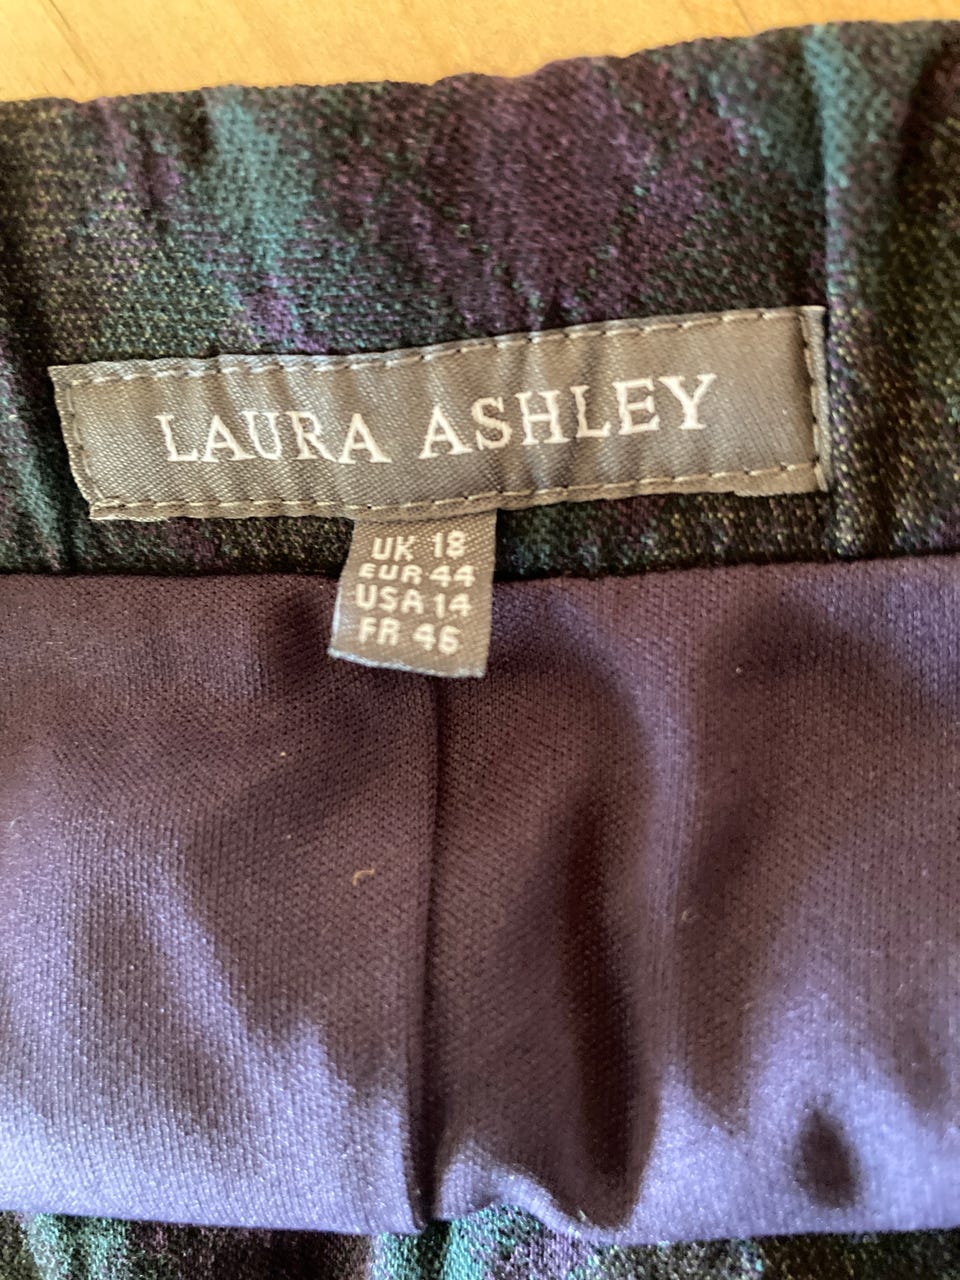 LAURA ASHLEY
UK 18
EUR 44
USA 14
FR 46